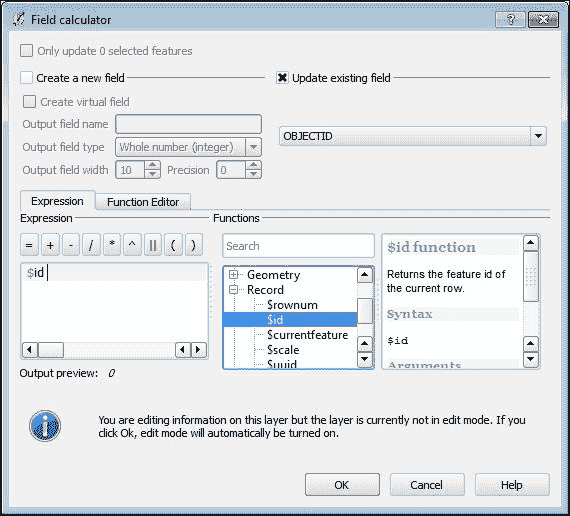 Field calculator
Only update 0 selected features
Create a new field
Update existing field
Create virtual field
Output field name
Output field type Whole number (integer)
Output field width 10 Precision 0
OBJECTID
Expression Function Editor
Expression
= + - / * ^ || ( )
$id
Output preview: 0
Functions
Search
Geometry
Record
$rownum
$id
$currentfeature
$scale
$uuid
$id function
Returns the feature id of
the current row.
Syntax
$id
Arguments
You are editing information on this layer but the layer is currently not in edit mode. If you
click Ok, edit mode will automatically be turned on.
OK Cancel Help